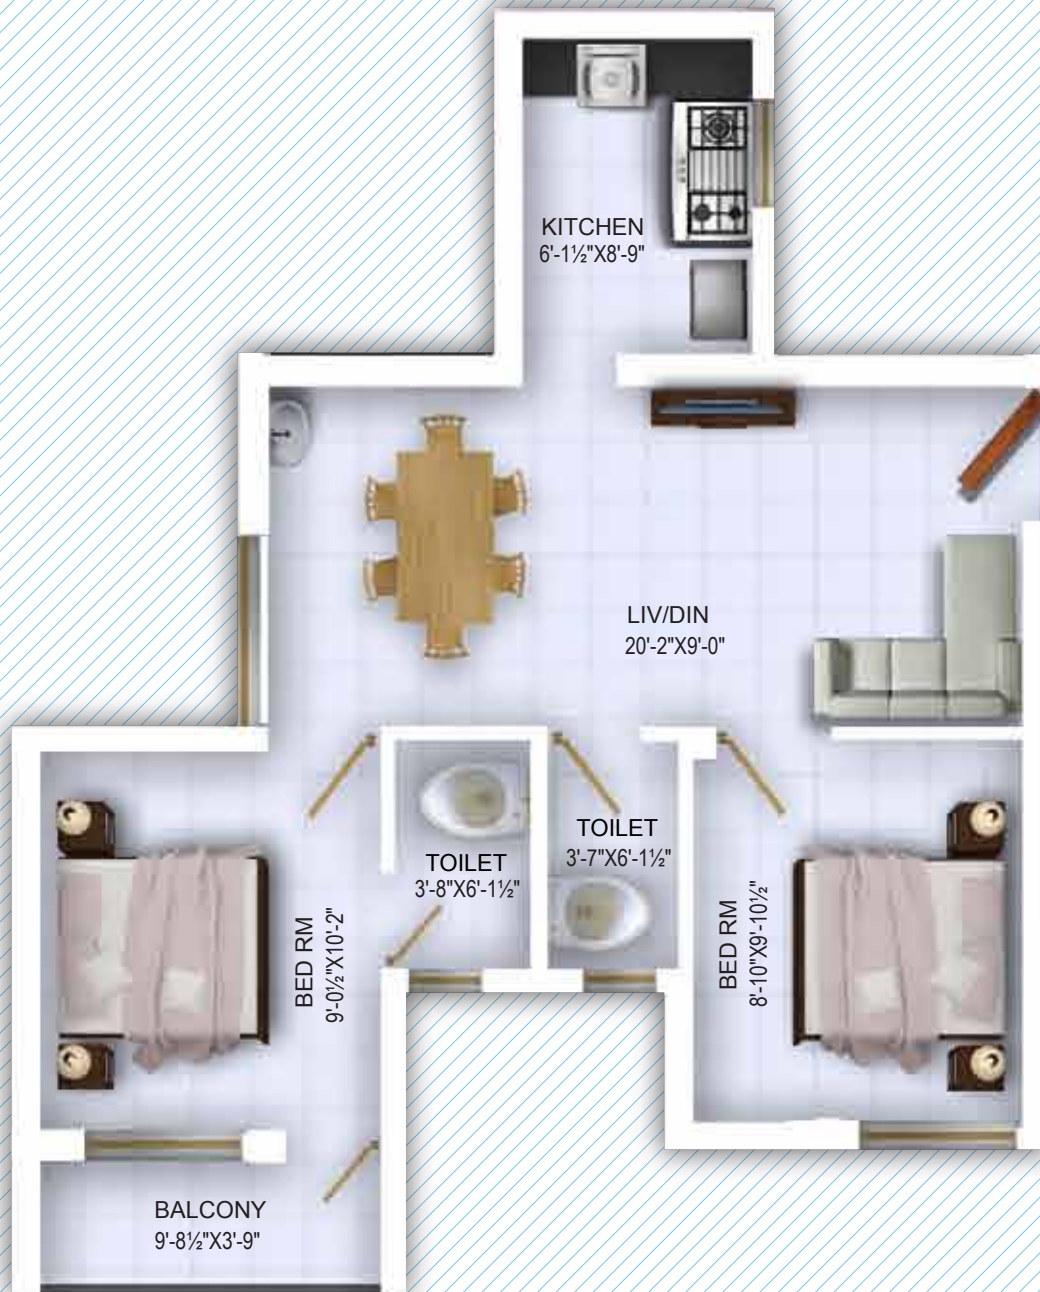 KITCHEN
6'-1½"X8'-9"
LIV/DIN
20'-2"X9'-0"
TOILET
3'-7"X6'-1½"
TOILET
3'-8"X6'-1½"
BED RM
9'-0½"X10'-2"
BED RM
8'-10"X9'-10½"
BALCONY
9'-8½"X3'-9"